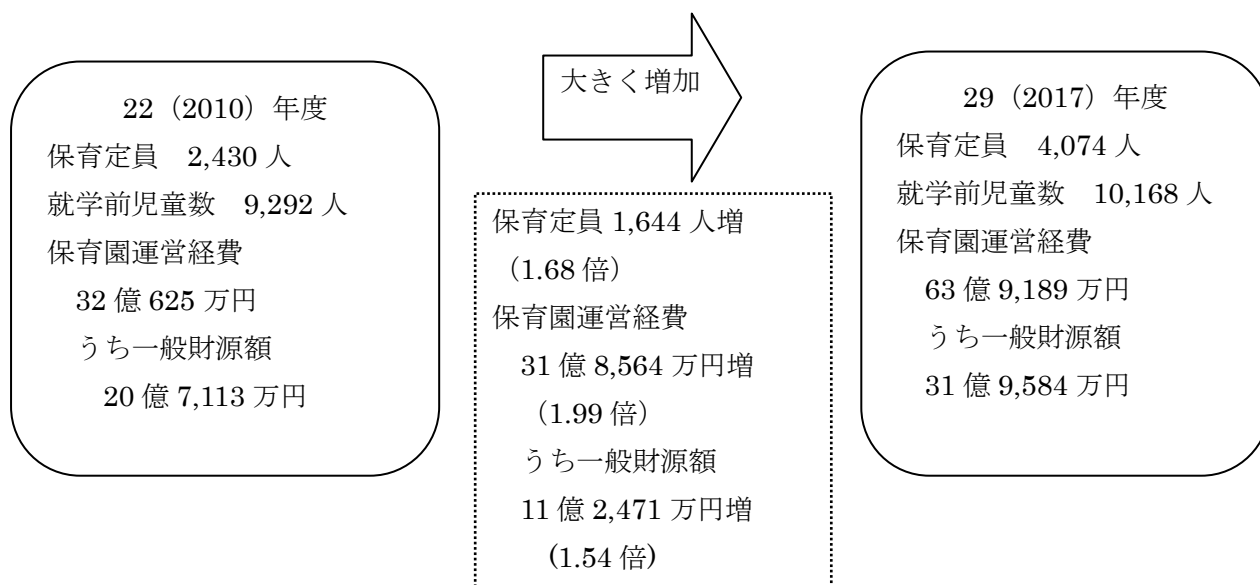 大きく増加
22（2010）年度
保育定員　2,430 人
就学前児童数　9,292 人
保育園運営経費
32 億 625 万円
うち一般財源額
20 億 7,113 万円
保育定員 1,644 人増
（1.68 倍）
保育園運営経費
31 億 8,564 万円増
（1.99 倍）
うち一般財源額
11 億 2,471 万円増
(1.54 倍)
29（2017）年度
保育定員　4,074 人
就学前児童数　10,168 人
保育園運営経費
63 億 9,189 万円
うち一般財源額
31 億 9,584 万円